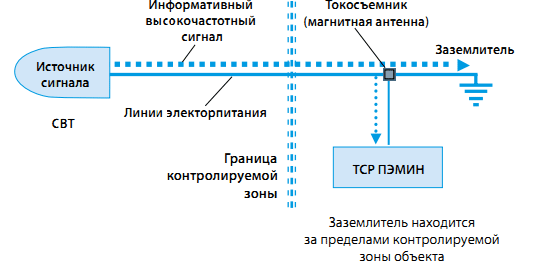 Информативный
высокочастотный
сигнал
Токосъемник
(магнитная антенна)
Заземлитель
Источник
сигнала
Линии электорпитания
СВТ
Граница
контролируемой
зоны
ТСР ПЭМИН
Заземлитель находится
за пределами контролируемой
зоны объекта